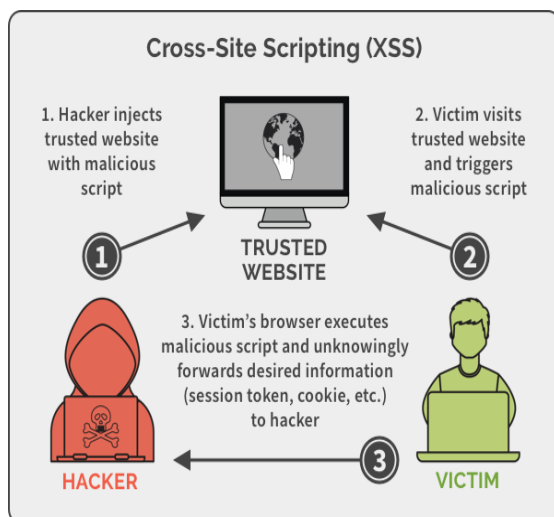 Cross-Site Scripting (XSS)
1. Hacker injects
trusted website
with malicious
script
2. Victim visits
trusted website
and triggers
malicious script
TRUSTED
WEBSITE
1
2
3. Victim's browser executes
malicious script and unknowingly
forwards desired information
(session token, cookie, etc.)
to hacker
3
HACKER
VICTIM